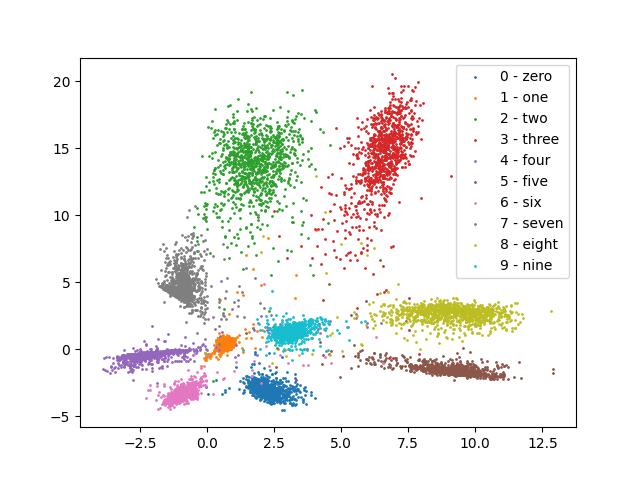 20
15
10
5
0
−5
−2.5
0.0
2.5
5.0
7.5
10.0
12.5
0 - zero
1 - one
2 - two
3 - three
4 - four
5 - five
6 - six
7 - seven
8 - eight
9 - nine